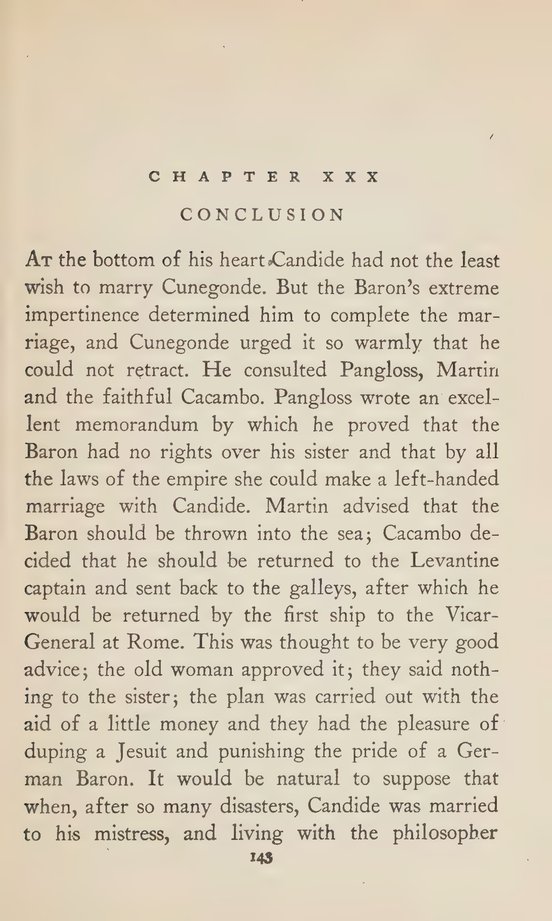 CHAPTER XXX
CONCLUSION
AT the bottom of his heart Candide had not the least
wish to marry Cunegonde. But the Baron's extreme
impertinence determined him to complete the mar-
riage, and Cunegonde urged it so warmly that he
could not retract. He consulted Pangloss, Martin
and the faithful Cacambo. Pangloss wrote an excel-
lent memorandum by which he proved that the
Baron had no rights over his sister and that by all
the laws of the empire she could make a left-handed
marriage with Candide. Martin advised that the
Baron should be thrown into the sea; Cacambo de-
cided that he should be returned to the Levantine
captain and sent back to the galleys, after which he
would be returned by the first ship to the Vicar-
General at Rome. This was thought to be very good
advice; the old woman approved it; they said noth-
ing to the sister; the plan was carried out with the
aid of a little money and they had the pleasure of
duping a Jesuit and punishing the pride of a Ger-
man Baron. It would be natural to suppose that
when, after so many disasters, Candide was married
to his mistress, and living with the philosopher
143